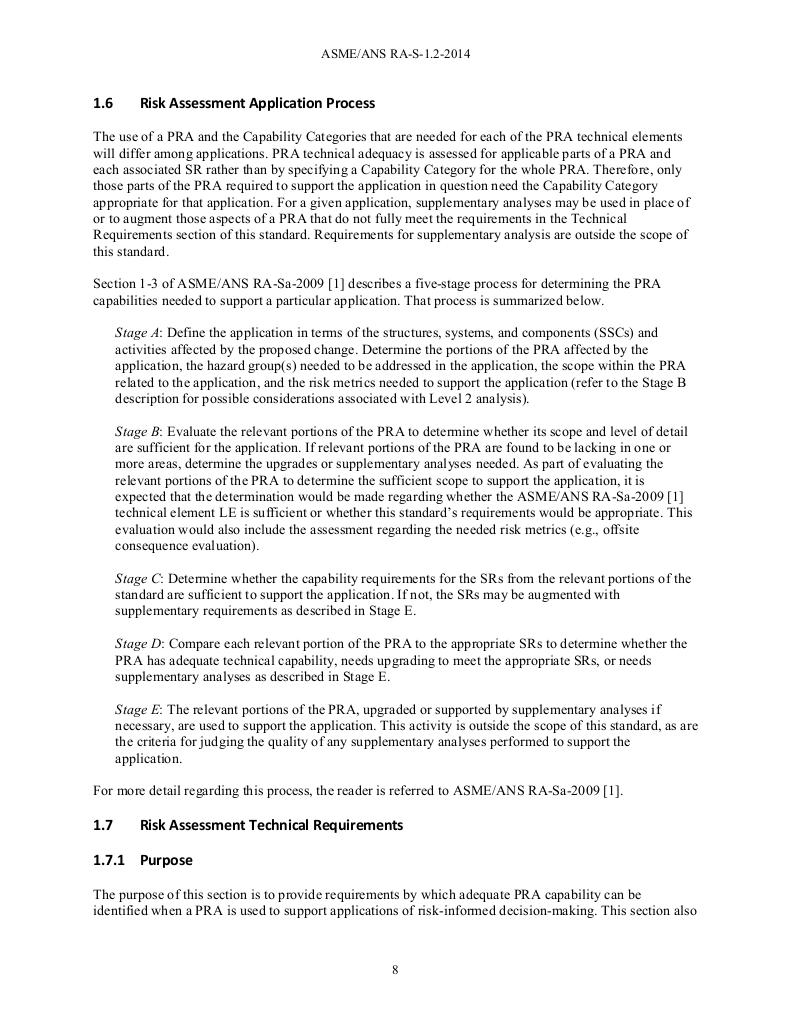 ASME/ANS RA-S-1.2-2014
1.6 Risk Assessment Application Process
The use of a PRA and the Capability Categories that are needed for each of the PRA technical elements
will differ among applications. PRA technical adequacy is assessed for applicable parts of a PRA and
each associated SR rather than by specifying a Capability Category for the whole PRA. Therefore, only
those parts of the PRA required to support the application in question need the Capability Category
appropriate for that application. For a given application, supplementary analyses may be used in place of
or to augment those aspects of a PRA that do not fully meet the requirements in the Technical
Requirements section of this standard. Requirements for supplementary analysis are outside the scope of
this standard.
Section 1-3 of ASME/ANS RA-Sa-2009 [1] describes a five-stage process for determining the PRA
capabilities needed to support a particular application. That process is summarized below.
Stage A: Define the application in terms of the structures, systems, and components (SSCs) and
activities affected by the proposed change. Determine the portions of the PRA affected by the
application, the hazard group(s) needed to be addressed in the application, the scope within the PRA
related to the application, and the risk metrics needed to support the application (refer to the Stage B
description for possible considerations associated with Level 2 analysis).
Stage B: Evaluate the relevant portions of the PRA to determine whether its scope and level of detail
are sufficient for the application. If relevant portions of the PRA are found to be lacking in one or
more areas, determine the upgrades or supplementary analyses needed. As part of evaluating the
relevant portions of the PRA to determine the sufficient scope to support the application, it is
expected that the determination would be made regarding whether the ASME/ANS RA-Sa-2009 [1]
technical element LE is sufficient or whether this standard's requirements would be appropriate. This
evaluation would also include the assessment regarding the needed risk metrics (e.g., offsite
consequence evaluation).
Stage C: Determine whether the capability requirements for the SRs from the relevant portions of the
standard are sufficient to support the application. If not, the SRs may be augmented with
supplementary requirements as described in Stage E.
Stage D: Compare each relevant portion of the PRA to the appropriate SRs to determine whether the
PRA has adequate technical capability, needs upgrading to meet the appropriate SRs, or needs
supplementary analyses as described in Stage E.
Stage E: The relevant portions of the PRA, upgraded or supported by supplementary analyses if
necessary, are used to support the application. This activity is outside the scope of this standard, as are
the criteria for judging the quality of any supplementary analyses performed to support the
application.
For more detail regarding this process, the reader is referred to ASME/ANS RA-Sa-2009 [1].
1.7 Risk Assessment Technical Requirements
1.7.1 Purpose
The purpose of this section is to provide requirements by which adequate PRA capability can be
identified when a PRA is used to support applications of risk-informed decision-making. This section also
8